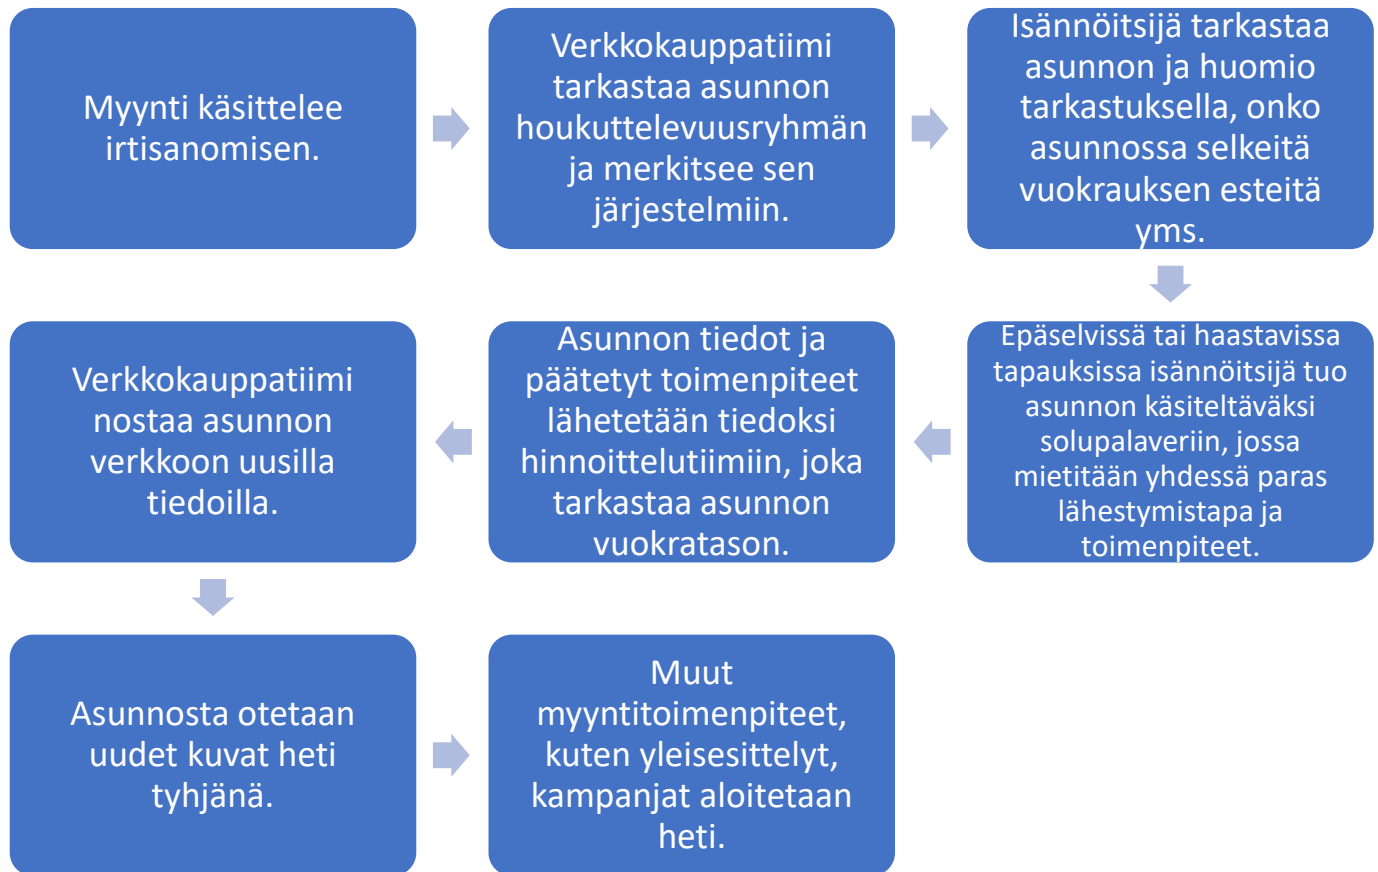 Myynti käsittelee
irtisanomisen.
Verkkokauppatiimi
tarkastaa asunnon
houkuttelevuusryhmän
ja merkitsee sen
järjestelmiin.
Isännöitsijä tarkastaa
asunnon ja huomio
tarkastuksella, onko
asunnossa selkeitä
vuokrauksen esteitä
yms.
Epäselvissä tai haastavissa
tapauksissa isännöitsijä tuo
asunnon käsiteltäväksi
solupalaveriin, jossa
mietitään yhdessä paras
lähestymistapa ja
toimenpiteet.
Asunnon tiedot ja
päätetyt toimenpiteet
lähetetään tiedoksi
hinnoittelutiimiin, joka
tarkastaa asunnon
vuokratason.
Verkkokauppatiimi
nostaa asunnon
verkkoon uusilla
tiedoilla.
Asunnosta otetaan
uudet kuvat heti
tyhjänä.
Muut
myyntitoimenpiteet,
kuten yleisesittelyt,
kampanjat aloitetaan
heti.